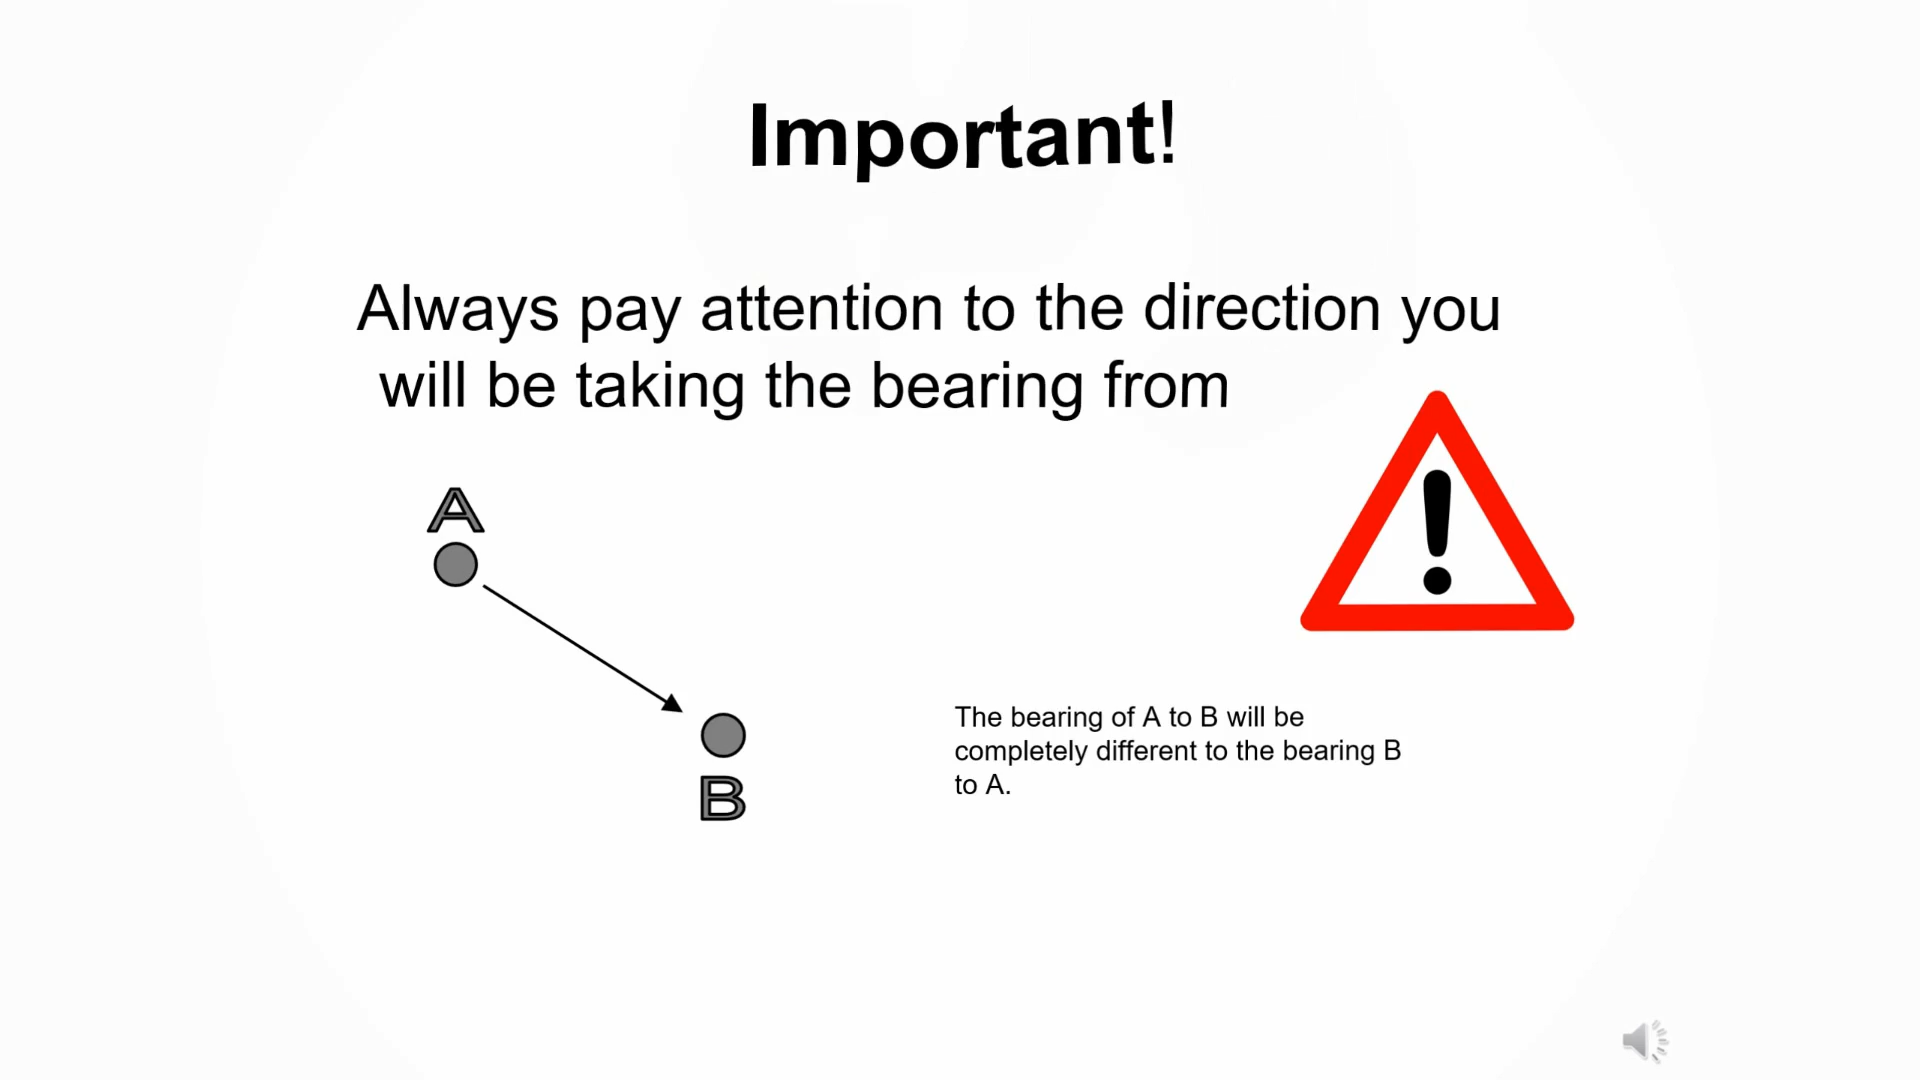 Important!
Always pay attention to the direction you
will be taking the bearing from
A
B
The bearing of A to B will be
completely different to the bearing B
to A.